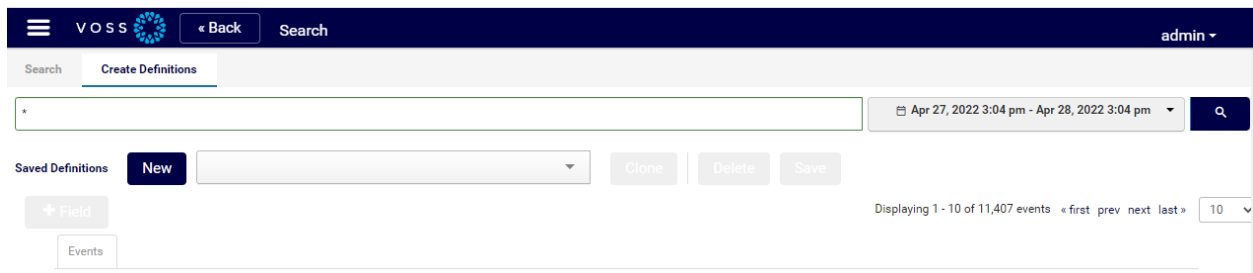 VOSS « Back Search admin
Search Create Definitions
* Apr 27, 2022 3:04 pm - Apr 28, 2022 3:04 pm
Saved Definitions New Clone Delete Save
+ Field Displaying 1 - 10 of 11,407 events « first prev next last » 10
Events